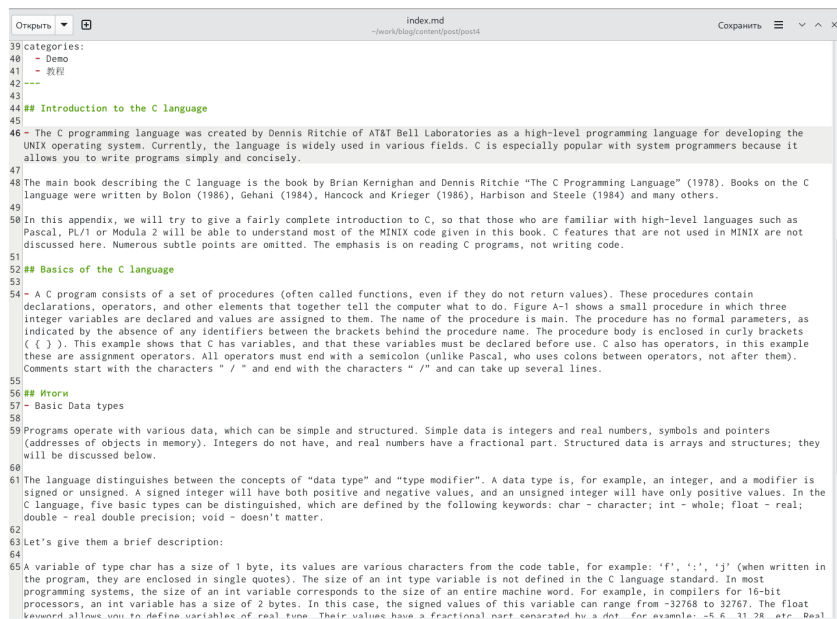 Открыть
index.md
~/work/blog/content/post/post4
Сохранить
39 categories:
40   - Demo
41   - 教程
42 ---
43
44 ## Introduction to the C language
45
46 - The C programming language was created by Dennis Ritchie of AT&T Bell Laboratories as a high-level programming language for developing the
UNIX operating system. Currently, the language is widely used in various fields. C is especially popular with system programmers because it
allows you to write programs simply and concisely.
47
48 The main book describing the C language is the book by Brian Kernighan and Dennis Ritchie “The C Programming Language” (1978). Books on the C
language were written by Bolon (1986), Gehani (1984), Hancock and Krieger (1986), Harbison and Steele (1984) and many others.
49
50 In this appendix, we will try to give a fairly complete introduction to C, so that those who are familiar with high-level languages such as
Pascal, PL/1 or Modula 2 will be able to understand most of the MINIX code given in this book. C features that are not used in MINIX are not
discussed here. Numerous subtle points are omitted. The emphasis is on reading C programs, not writing code.
51
52 ## Basics of the C language
53
54 - A C program consists of a set of procedures (often called functions, even if they do not return values). These procedures contain
declarations, operators, and other elements that together tell the computer what to do. Figure A-1 shows a small procedure in which three
integer variables are declared and values are assigned to them. The name of the procedure is main. The procedure has no formal parameters, as
indicated by the absence of any identifiers between the brackets behind the procedure name. The procedure body is enclosed in curly brackets
( { } ). This example shows that C has variables, and that these variables must be declared before use. C also has operators, in this example
these are assignment operators. All operators must end with a semicolon (unlike Pascal, who uses colons between operators, not after them).
Comments start with the characters " / " and end with the characters “ /” and can take up several lines.
55
56 ## Итоги
57 - Basic Data types
58
59 Programs operate with various data, which can be simple and structured. Simple data is integers and real numbers, symbols and pointers
(addresses of objects in memory). Integers do not have, and real numbers have a fractional part. Structured data is arrays and structures; they
will be discussed below.
60
61 The language distinguishes between the concepts of “data type” and “type modifier”. A data type is, for example, an integer, and a modifier is
signed or unsigned. A signed integer will have both positive and negative values, and an unsigned integer will have only positive values. In the
C language, five basic types can be distinguished, which are defined by the following keywords: char – character; int – whole; float – real;
double – real double precision; void – doesn’t matter.
62
63 Let’s give them a brief description:
64
65 A variable of type char has a size of 1 byte, its values are various characters from the code table, for example: ‘f’, ‘:’, ‘j’ (when written in
the program, they are enclosed in single quotes). The size of an int type variable is not defined in the C language standard. In most
programming systems, the size of an int variable corresponds to the size of an entire machine word. For example, in compilers for 16-bit
processors, an int variable has a size of 2 bytes. In this case, the signed values of this variable can range from -32768 to 32767. The float
keyword allows you to define variables of real type. Their values have a fractional part separated by a dot, for example: -5.6, 31.28, etc. Real